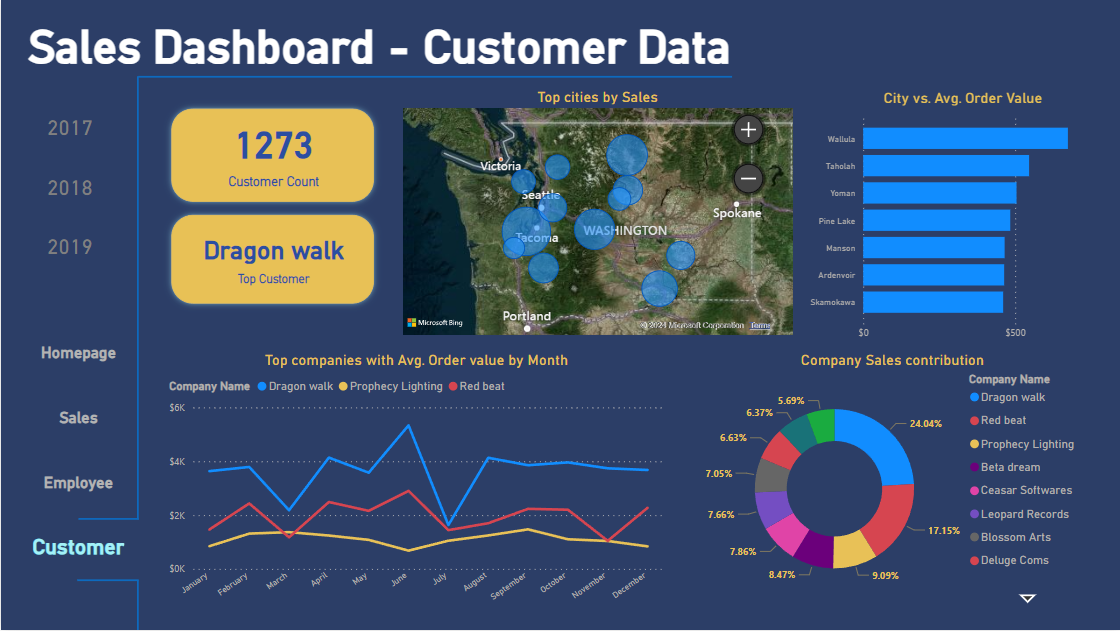 Sales Dashboard - Customer Data
2017
2018
2019
Homepage
Sales
Employee
Customer
1273
Customer Count
Dragon walk
Top Customer
Top cities by Sales
Victoria
Seattle
Tacoma
WASHINGTON
Spokane
Portland
Microsoft Bing
© 2024 Microsoft Corporation Terms
City vs. Avg. Order Value
Wallula
Taholah
Yoman
Pine Lake
Manson
Ardenvoir
Skamokawa
$0 $500
Top companies with Avg. Order value by Month
Company Name Dragon walk Prophecy Lighting Red beat
$6K
$4K
$2K
$0K
January February March April May June July August September October November December
Company Sales contribution
Company Name
Dragon walk
Red beat
Prophecy Lighting
Beta dream
Ceasar Softwares
Leopard Records
Blossom Arts
Deluge Coms
24.04%
17.15%
9.09%
8.47%
7.86%
7.66%
7.05%
6.63%
6.37%
5.69%